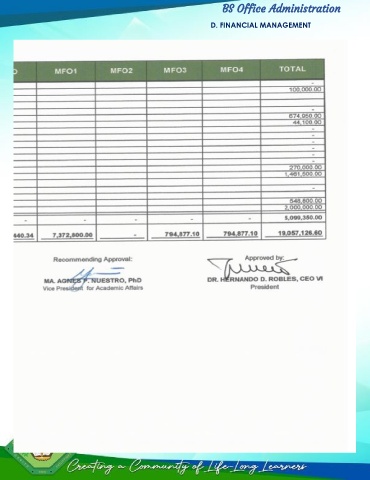 BS Office Administration
D. FINANCIAL MANAGEMENT
MFO1 MFO2 MFO3 MFO4 TOTAL
-
100,000.00
674,050.00
44,100.00
-
-
-
-
-
270,000.00
1,461,500.00
-
548,600.00
2,000,000.00
- - - - - 5,090,350.00
640.34 7,372,800.00 - 794,877.10 794,877.10 19,057,126.60
Recommending Approval: Approved by:
MA. AGNES P. NUESTRO, PhD DR. HERNANDO D. ROBLES, CEO VI
Vice President for Academic Affairs President
Creating a Community of Life-Long Learners